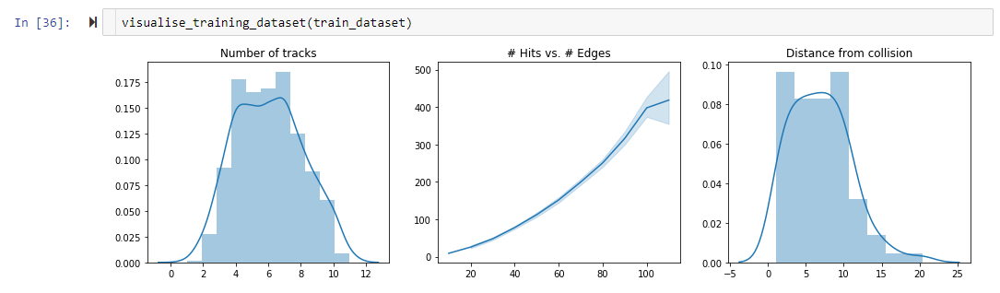 In [36]: visualise_training_dataset(train_dataset)
Number of tracks
0.175
0.150
0.125
0.100
0.075
0.050
0.025
0.000
0 2 4 6 8 10 12
# Hits vs. # Edges
500
400
300
200
100
0
20 40 60 80 100
Distance from collision
0.10
0.08
0.06
0.04
0.02
0.00
−5 0 5 10 15 20 25